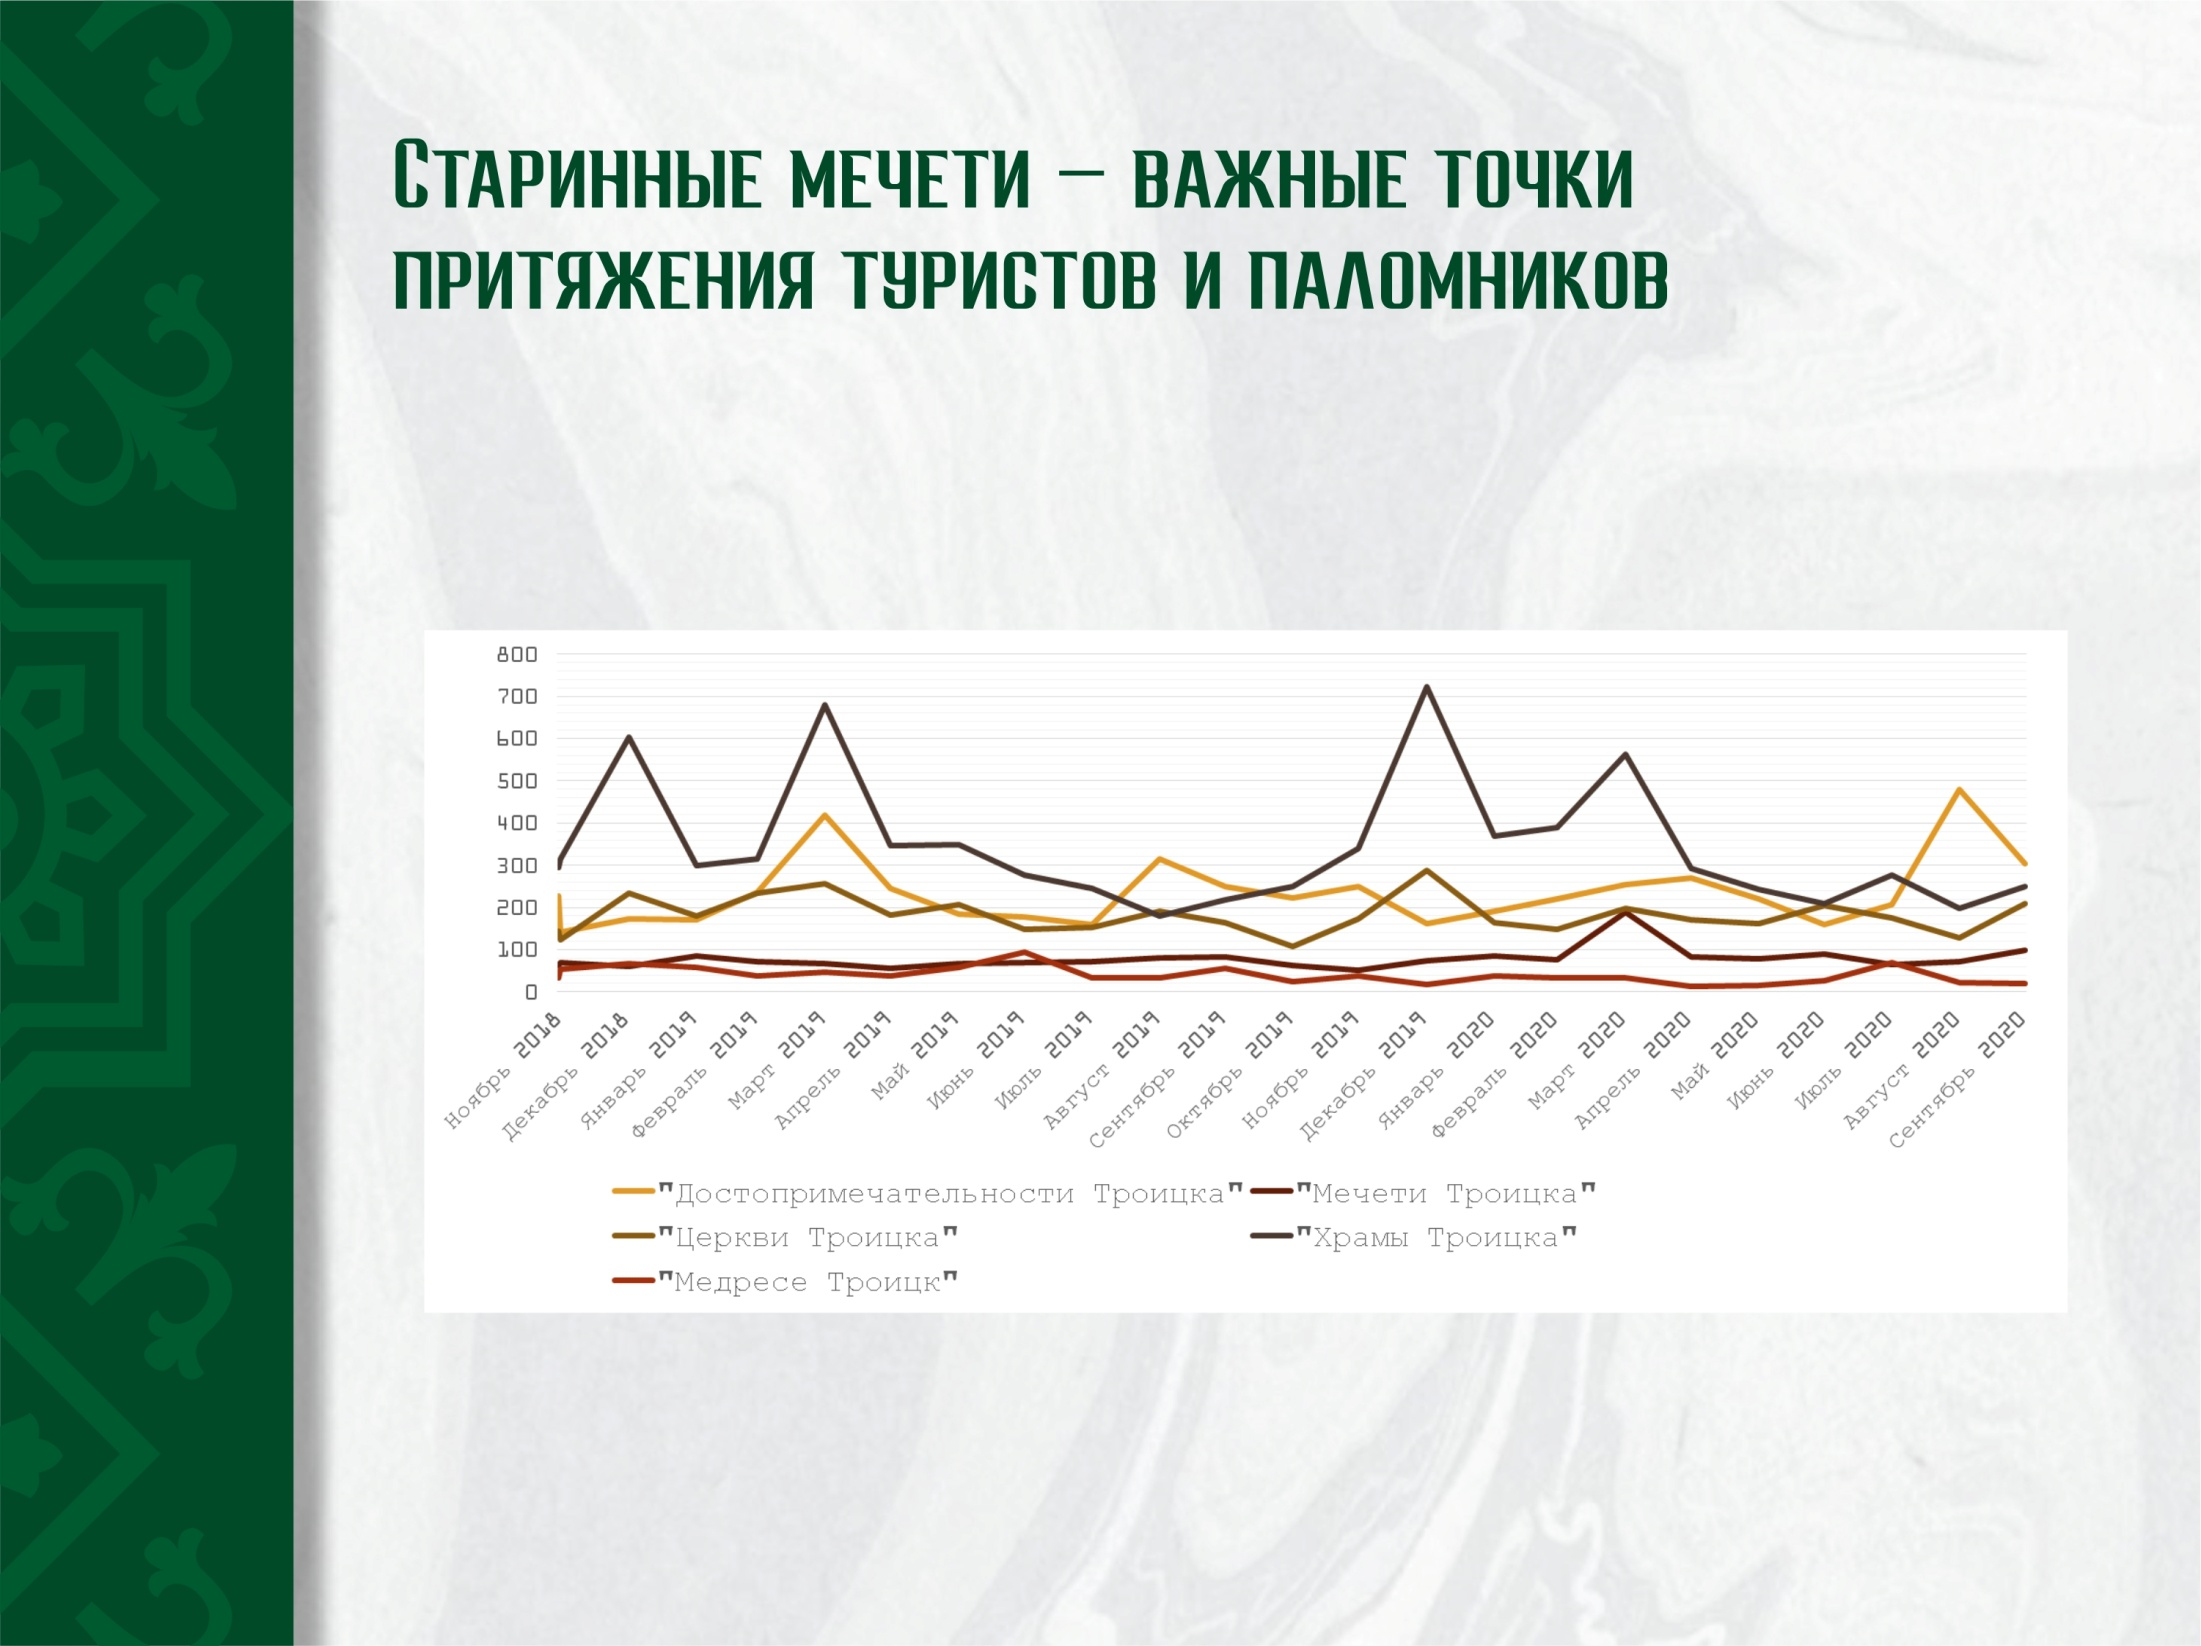 Старинные мечети – важные точки
притяжения туристов и паломников
800
700
600
500
400
300
200
100
0
Ноябрь 2018
Декабрь 2018
Январь 2019
Февраль 2019
Март 2019
Апрель 2019
Май 2019
Июнь 2019
Июль 2019
Август 2019
Сентябрь 2019
Октябрь 2019
Ноябрь 2019
Декабрь 2019
Январь 2020
Февраль 2020
Март 2020
Апрель 2020
Май 2020
Июнь 2020
Июль 2020
Август 2020
Сентябрь 2020
"Достопримечательности Троицка" "Мечети Троицка"
"Церкви Троицка" "Храмы Троицка"
"Медресе Троицк"